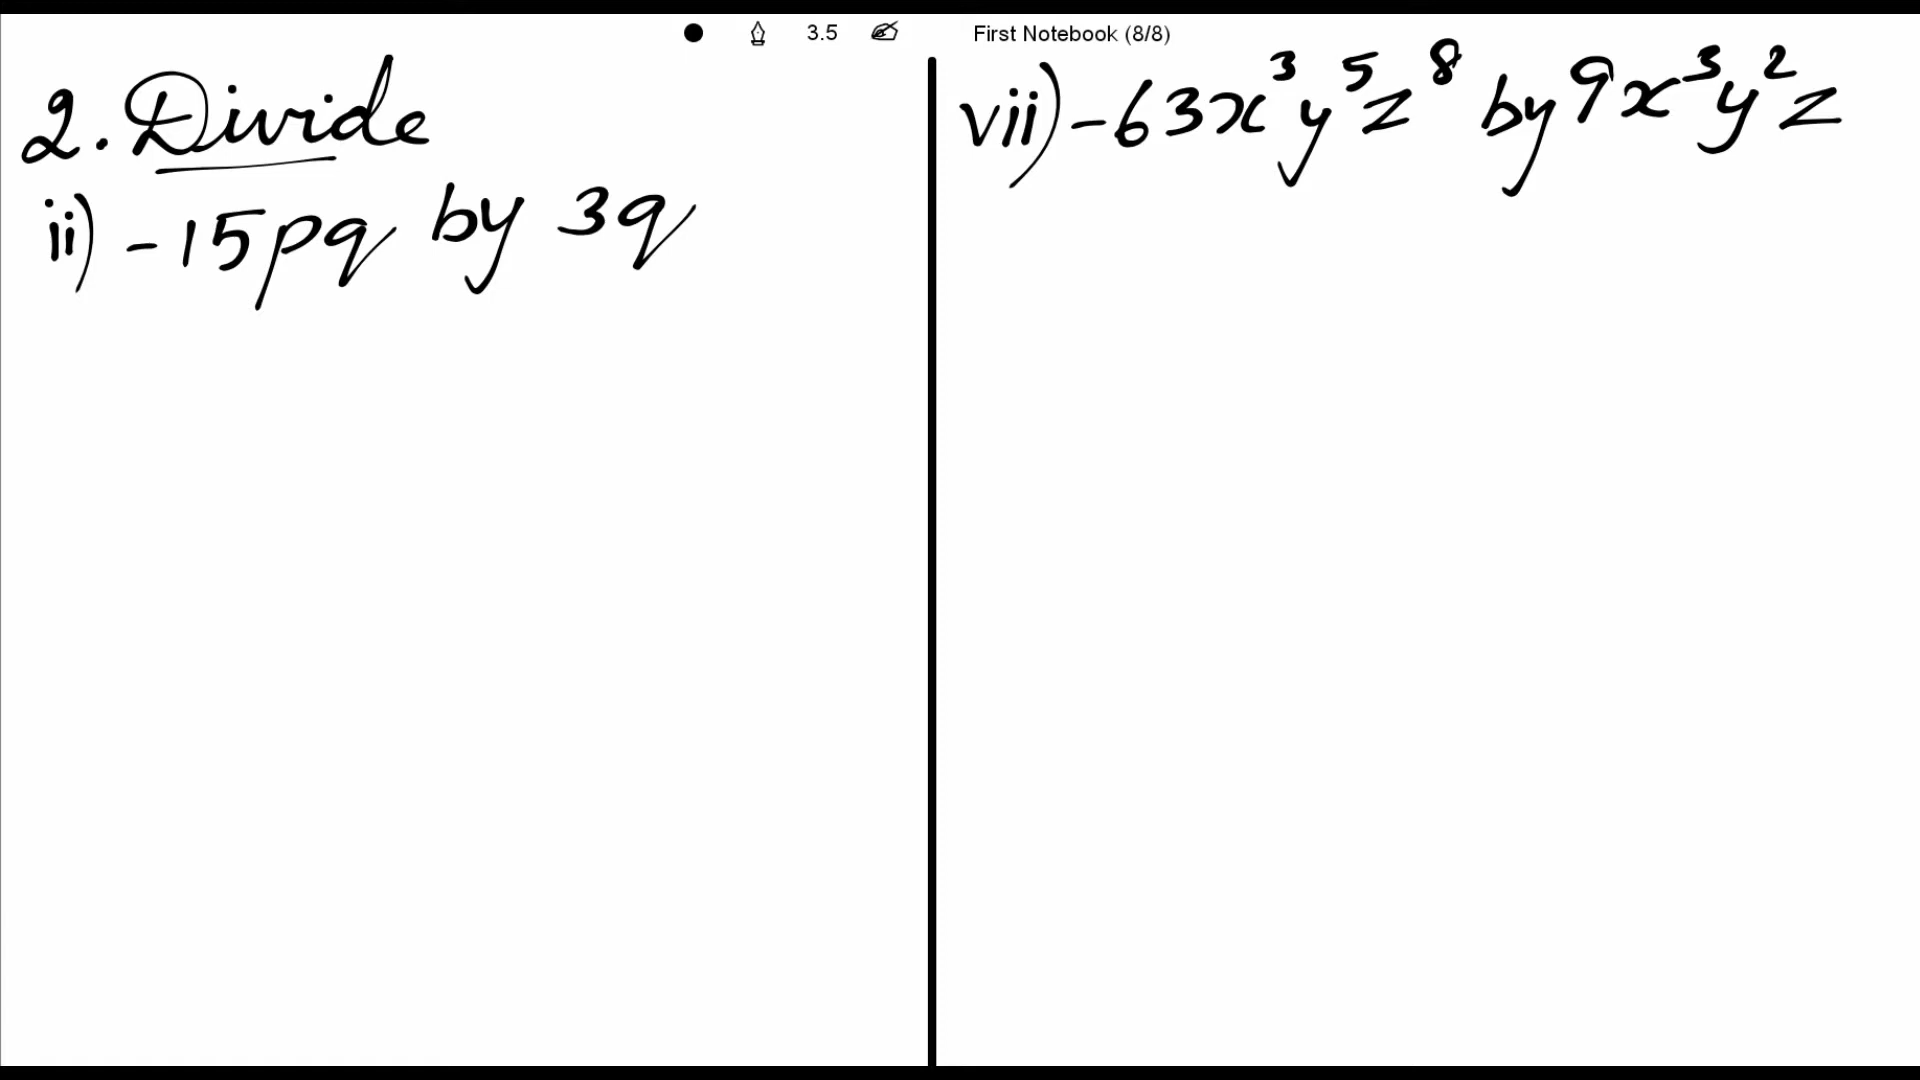 3.5 First Notebook (8/8)
2. Divide
ii) -15pq by 3q
vii) -63x³y⁵z⁸ by 9x³y²z